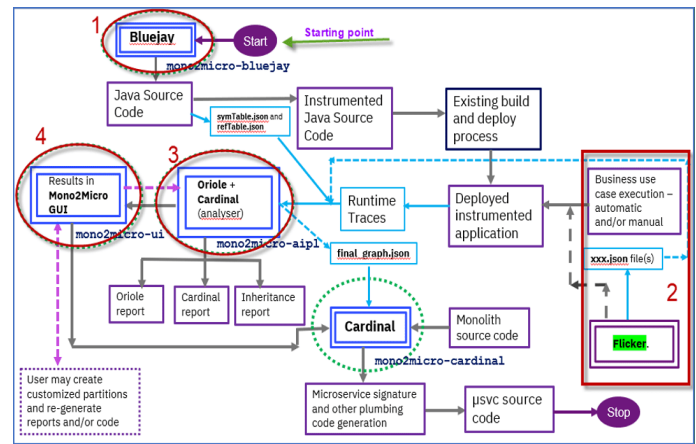 1
Bluejay
Start
Starting point
mono2micro-bluejay
Java Source
Code
symTable.json and
refTable.json
Instrumented
Java Source
Code
Existing build
and deploy
process
4
Results in
Mono2Micro
GUI
mono2micro-ui
3
Oriole +
Cardinal
(analyser)
mono2micro-aipl
Runtime
Traces
Deployed
instrumented
application
Business use
case execution –
automatic
and/or manual
xxx.json file(s)
2
Flicker.
final_graph.json
Oriole
report
Cardinal
report
Inheritance
report
Cardinal
mono2micro-cardinal
Monolith
source code
User may create
customized partitions
and re-generate
reports and/or code
Microservice signature
and other plumbing
code generation
µsvc source
code
Stop